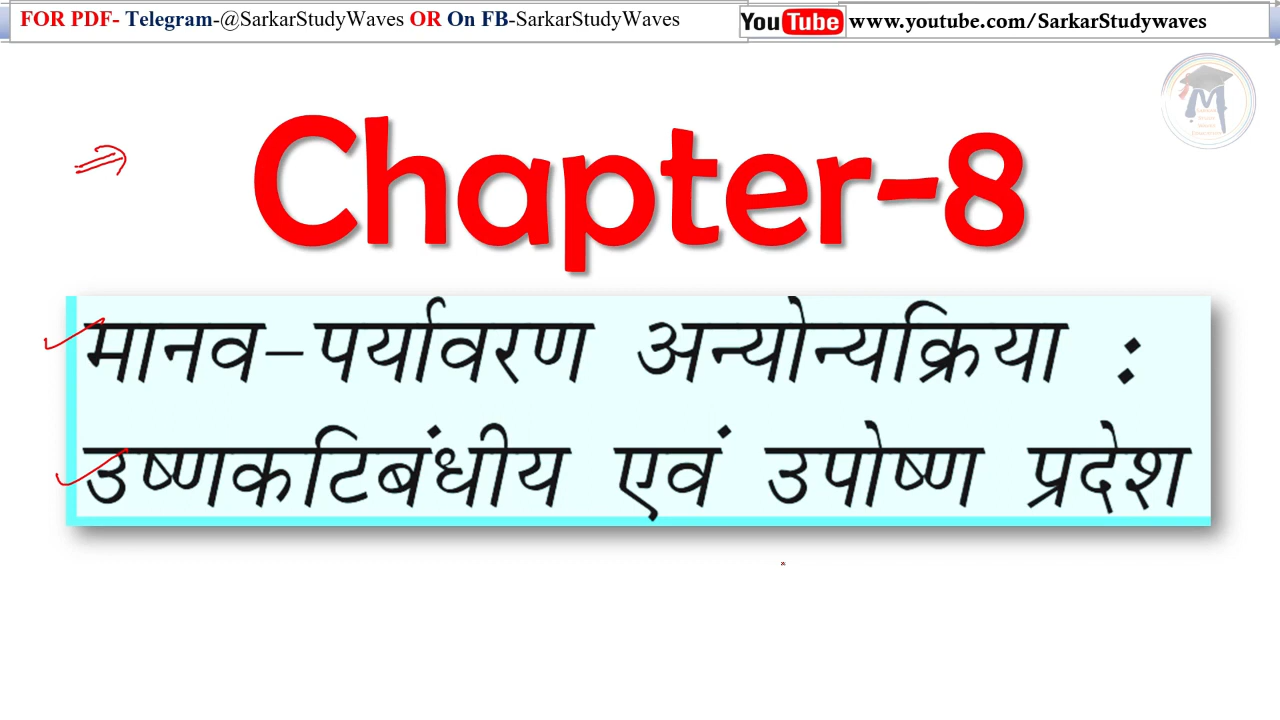 FOR PDF- Telegram-@SarkarStudyWaves OR On FB-SarkarStudyWaves
YouTube www.youtube.com/SarkarStudywaves
Chapter-8
मानव-पर्यावरण अन्योन्यक्रिया :
उष्णकटिबंधीय एवं उपोष्ण प्रदेश